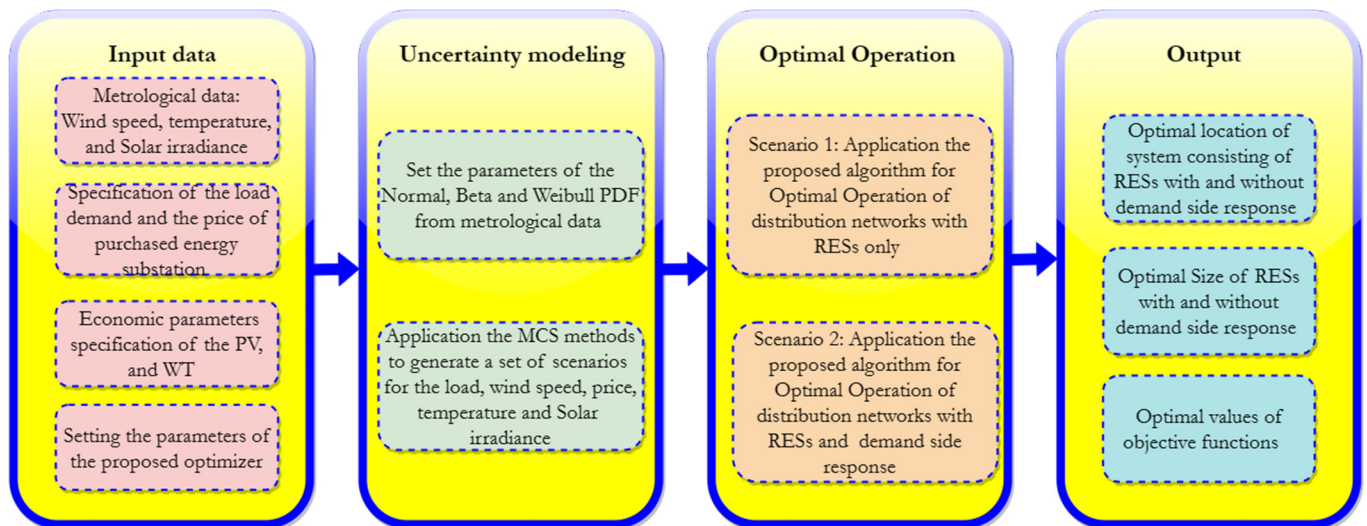 Input data
Metrological data:
Wind speed, temperature,
and Solar irradiance
Specification of the load
demand and the price of
purchased energy
substation
Economic parameters
specification of the PV,
and WT
Setting the parameters of
the proposed optimizer
Uncertainty modeling
Set the parameters of the
Normal, Beta and Weibull PDF
from metrological data
Application the MCS methods
to generate a set of scenarios
for the load, wind speed, price,
temperature and Solar
irradiance
Optimal Operation
Scenario 1: Application the
proposed algorithm for
Optimal Operation of
distribution networks with
RESs only
Scenario 2: Application the
proposed algorithm for
Optimal Operation of
distribution networks with
RESs and demand side
response
Output
Optimal location of
system consisting of
RESs with and without
demand side response
Optimal Size of RESs
with and without
demand side response
Optimal values of
objective functions